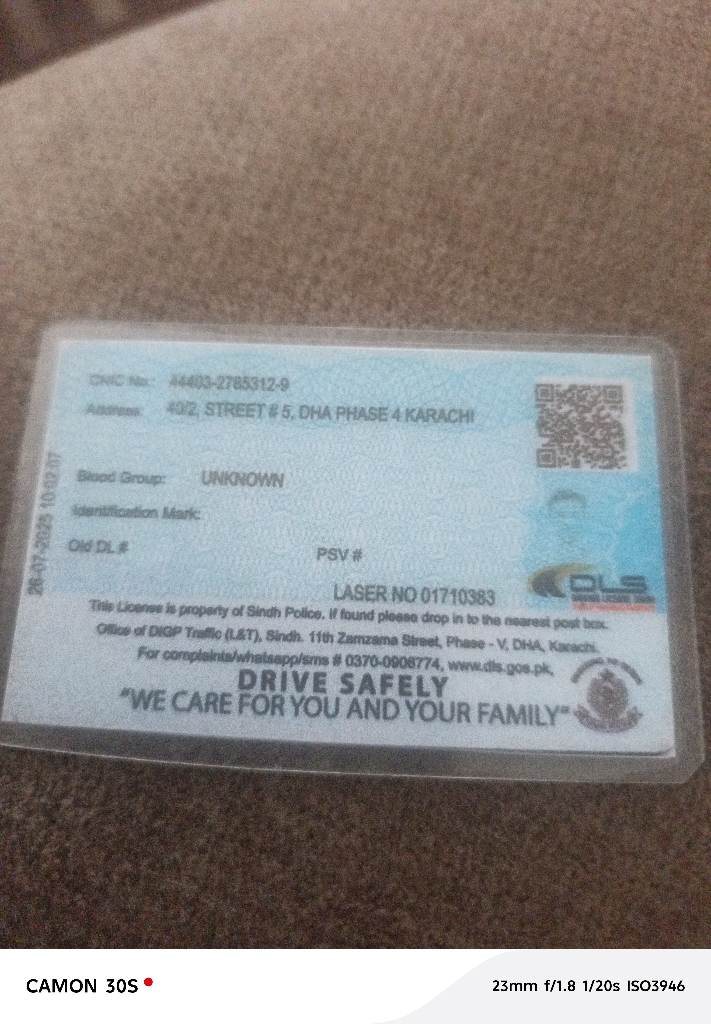 CNIC No.: 44403-2785312-9
Address: 40/2, STREET # 5, DHA PHASE 4 KARACHI
Blood Group: UNKNOWN
Identification Mark:
Old DL #
PSV #
LASER NO 01710383
28-07-2025 10:02:07
DLS
This License is property of Sindh Police. If found please drop in to the nearest post box.
Office of DIGP Traffic (L&T), Sindh. 11th Zamzama Street, Phase - V, DHA, Karachi.
For complaints/whatsapp/sms # 0370-0906774, www.dls.gos.pk,
DRIVE SAFELY
"WE CARE FOR YOU AND YOUR FAMILY"
CAMON 30S
23mm f/1.8 1/20s ISO3946